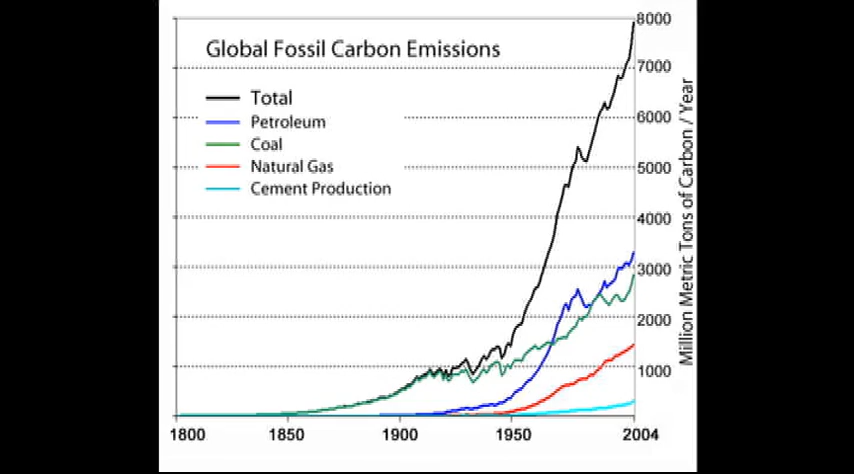 Global Fossil Carbon Emissions
Total
Petroleum
Coal
Natural Gas
Cement Production
8000
7000
6000
5000
4000
3000
2000
1000
Million Metric Tons of Carbon / Year
1800 1850 1900 1950 2004